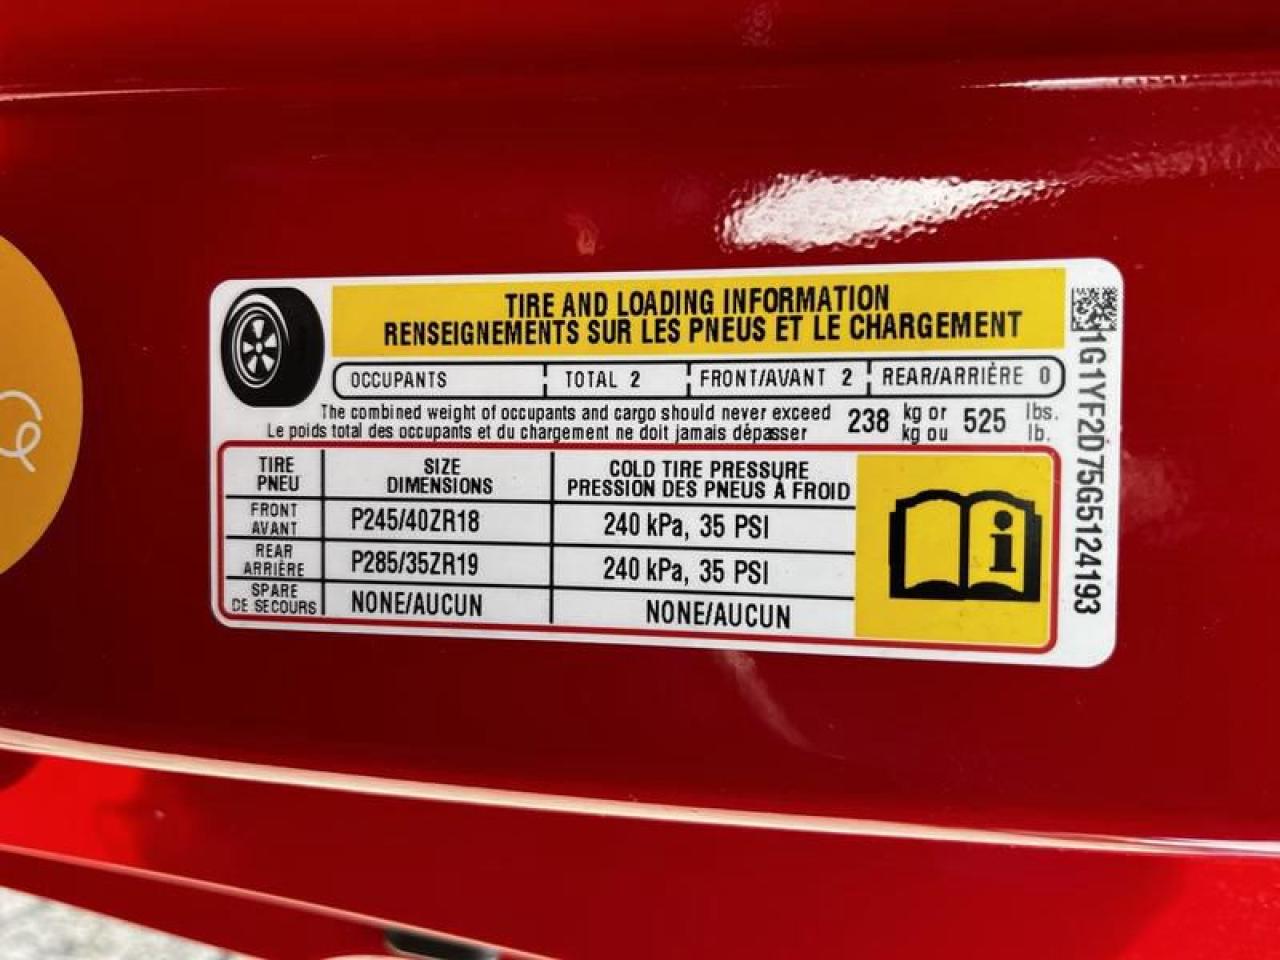 TIRE AND LOADING INFORMATION
RENSEIGNEMENTS SUR LES PNEUS ET LE CHARGEMENT
OCCUPANTS TOTAL 2 FRONT/AVANT 2 REAR/ARRIÈRE 0
The combined weight of occupants and cargo should never exceed 238 kg or 525 lbs.
Le poids total des occupants et du chargement ne doit jamais dépasser kg ou lb.
TIRE SIZE COLD TIRE PRESSURE
PNEU DIMENSIONS PRESSION DES PNEUS À FROID
FRONT
AVANT P245/40ZR18 240 kPa, 35 PSI
REAR
ARRIÈRE P285/35ZR19 240 kPa, 35 PSI
SPARE
DE SECOURS NONE/AUCUN NONE/AUCUN
i
1G1YF2D75G5124193